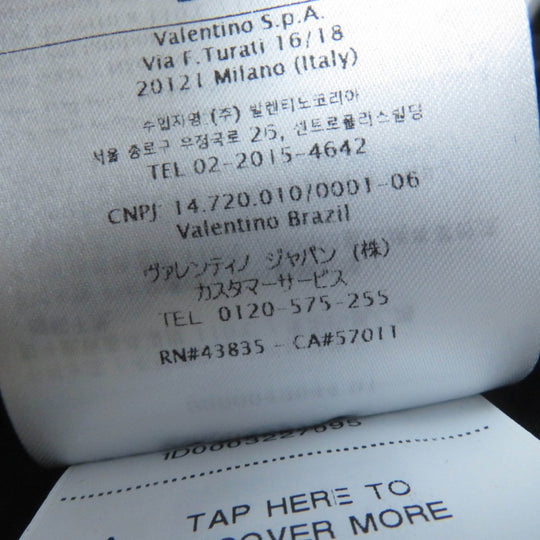 Valentino S.p.A.
Via F.Turati 16/18
20121 Milano (Italy)
수입자명:(주) 발렌티노코리아
서울 종로구 우정국로 26, 센트로폴리스빌딩
TEL 02-2015-4642
CNPJ 14.720.010/0001-06
Valentino Brazil
ヴァレンティノ ジャパン (株)
カスタマーサービス
TEL 0120-575-255
RN#43835 - CA#57011
ID0003227095
TAP HERE TO
COVER MORE